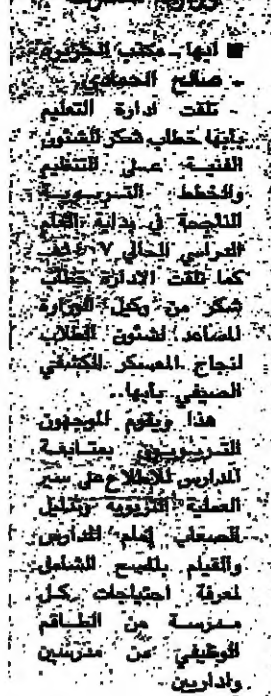 ■ أبها - مكتب الجزيرة
- صالح الحمادي
- تلقت ادارة التعليم
بأبها خطاب شكر للشئون
الفنية على التنظيم
والخطط التربوية
الناجحة في بداية العام
الدراسي الحالي
كما تلقت الادارة خطاب
شكر من وكيل الوزارة
المساعد لشئون الطلاب
لنجاح المعسكر الكشفي
الصيفي بأبها..
هذا ويقوم الموجهون
التربويون بمتابعة
المدارس للاطلاع على سير
العملية التربوية وتذليل
الصعاب إمام المدارس
والقيام بالمسح الشامل
لمعرفة احتياجات كل
مدرسة من الطاقم
الوظيفي من مدرسين
واداريين